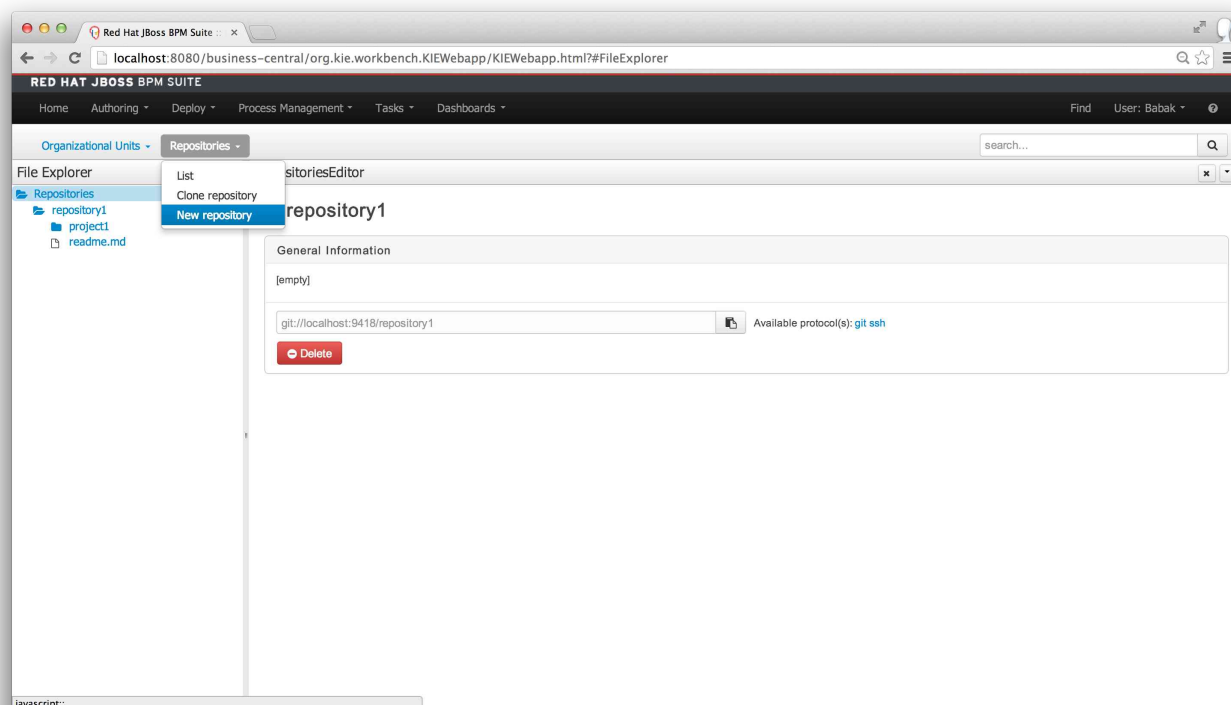 Red Hat JBoss BPM Suite ::
localhost:8080/business-central/org.kie.workbench.KIEWebapp/KIEWebapp.html?#FileExplorer
RED HAT JBOSS BPM SUITE
Home Authoring Deploy Process Management Tasks Dashboards Find User: Babak
Organizational Units Repositories search...
File Explorer
sitoriesEditor
List
Clone repository
New repository
Repositories
repository1
project1
readme.md
repository1
General Information
[empty]
git://localhost:9418/repository1 Available protocol(s): git ssh
Delete
javascript:;